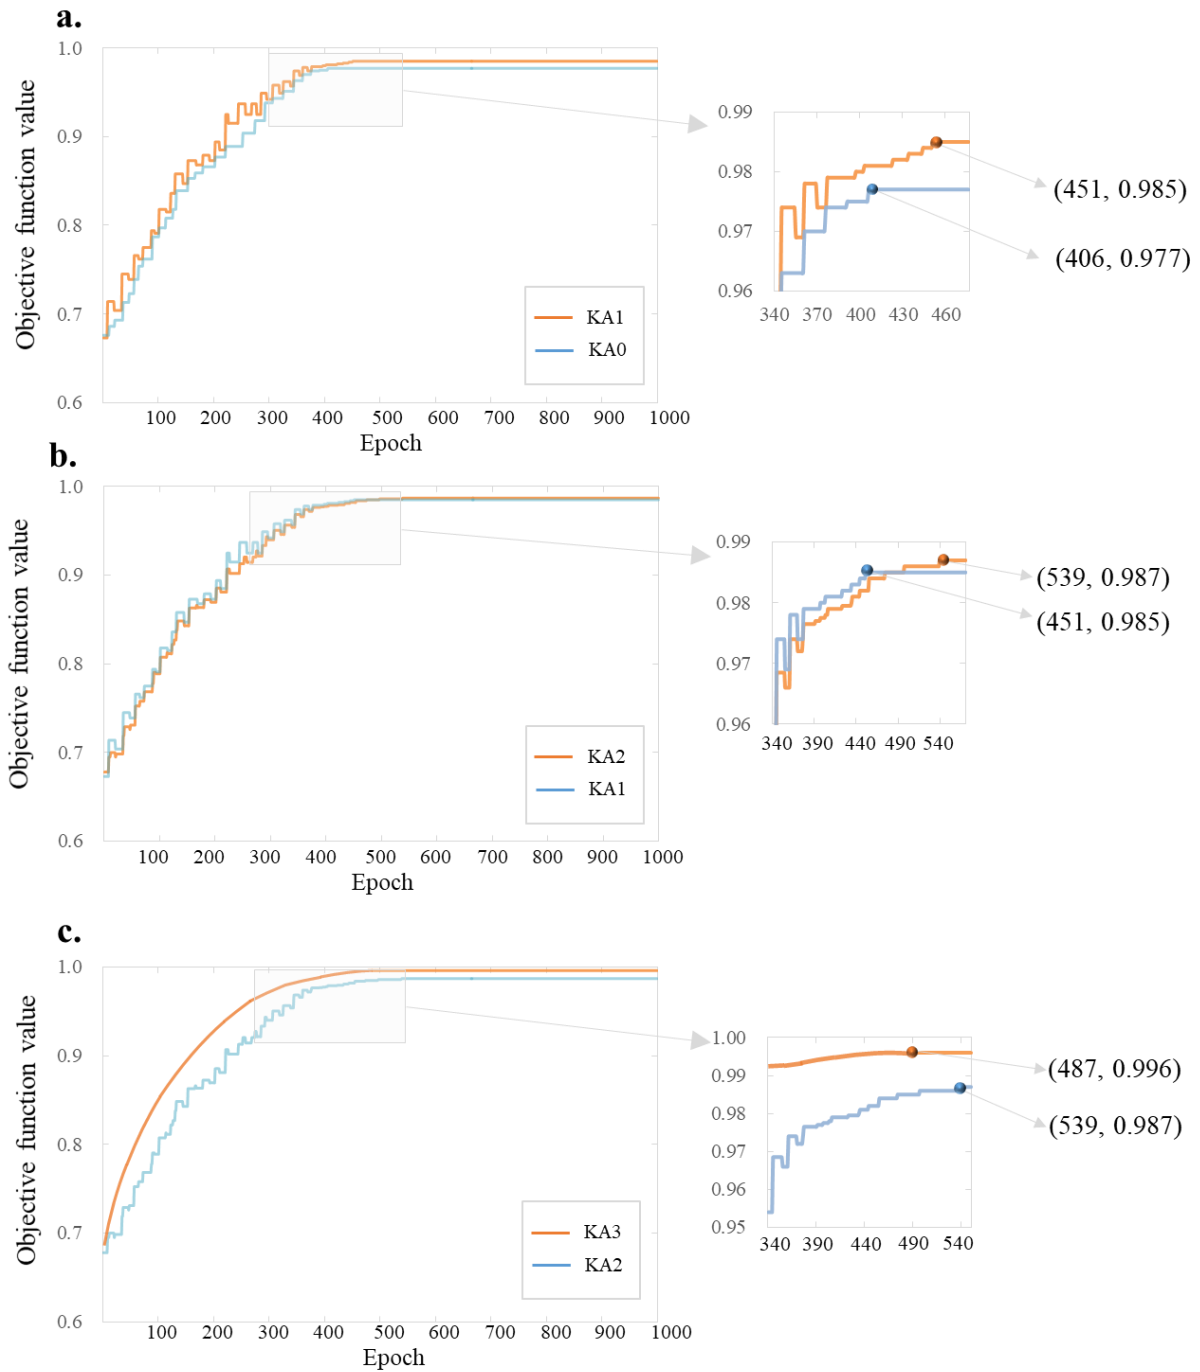 a.
Objective function value
1.0
0.9
0.8
0.7
0.6
100 200 300 400 500 600 700 800 900 1000
Epoch
KA1
KA0
0.99
0.98
0.97
0.96
340 370 400 430 460
(451, 0.985)
(406, 0.977)
b.
Objective function value
1.0
0.9
0.8
0.7
0.6
100 200 300 400 500 600 700 800 900 1000
Epoch
KA2
KA1
0.99
0.98
0.97
0.96
340 390 440 490 540
(539, 0.987)
(451, 0.985)
c.
Objective function value
1.0
0.9
0.8
0.7
0.6
100 200 300 400 500 600 700 800 900 1000
Epoch
KA3
KA2
1.00
0.99
0.98
0.97
0.96
0.95
340 390 440 490 540
(487, 0.996)
(539, 0.987)